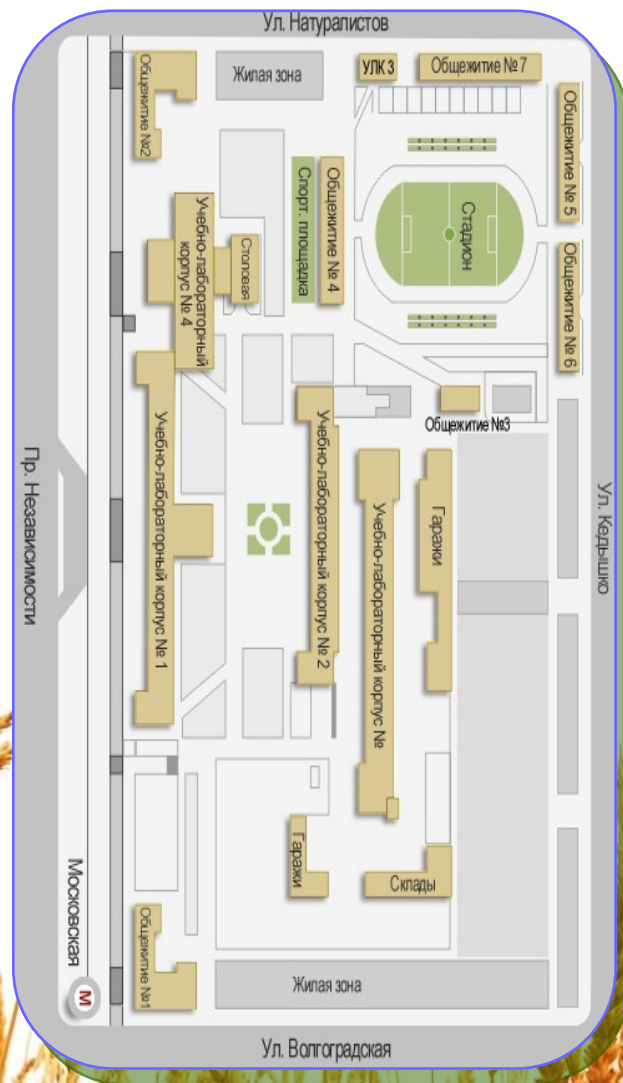 Ул. Натуралистов
Общежитие №2
Жилая зона
УЛК 3
Общежитие № 7
Общежитие № 5
Учебно-лабораторный
корпус № 4
Столовая
Спорт. площадка
Общежитие № 4
Стадион
Общежитие № 6
Общежитие №3
Пр. Независимости
Учебно-лабораторный корпус № 1
Учебно-лабораторный корпус № 2
Учебно-лабораторный корпус №
Гаражи
Ул. Кедышко
Гаражи
Склады
Московская
М
Общежитие №1
Жилая зона
Ул. Волгоградская